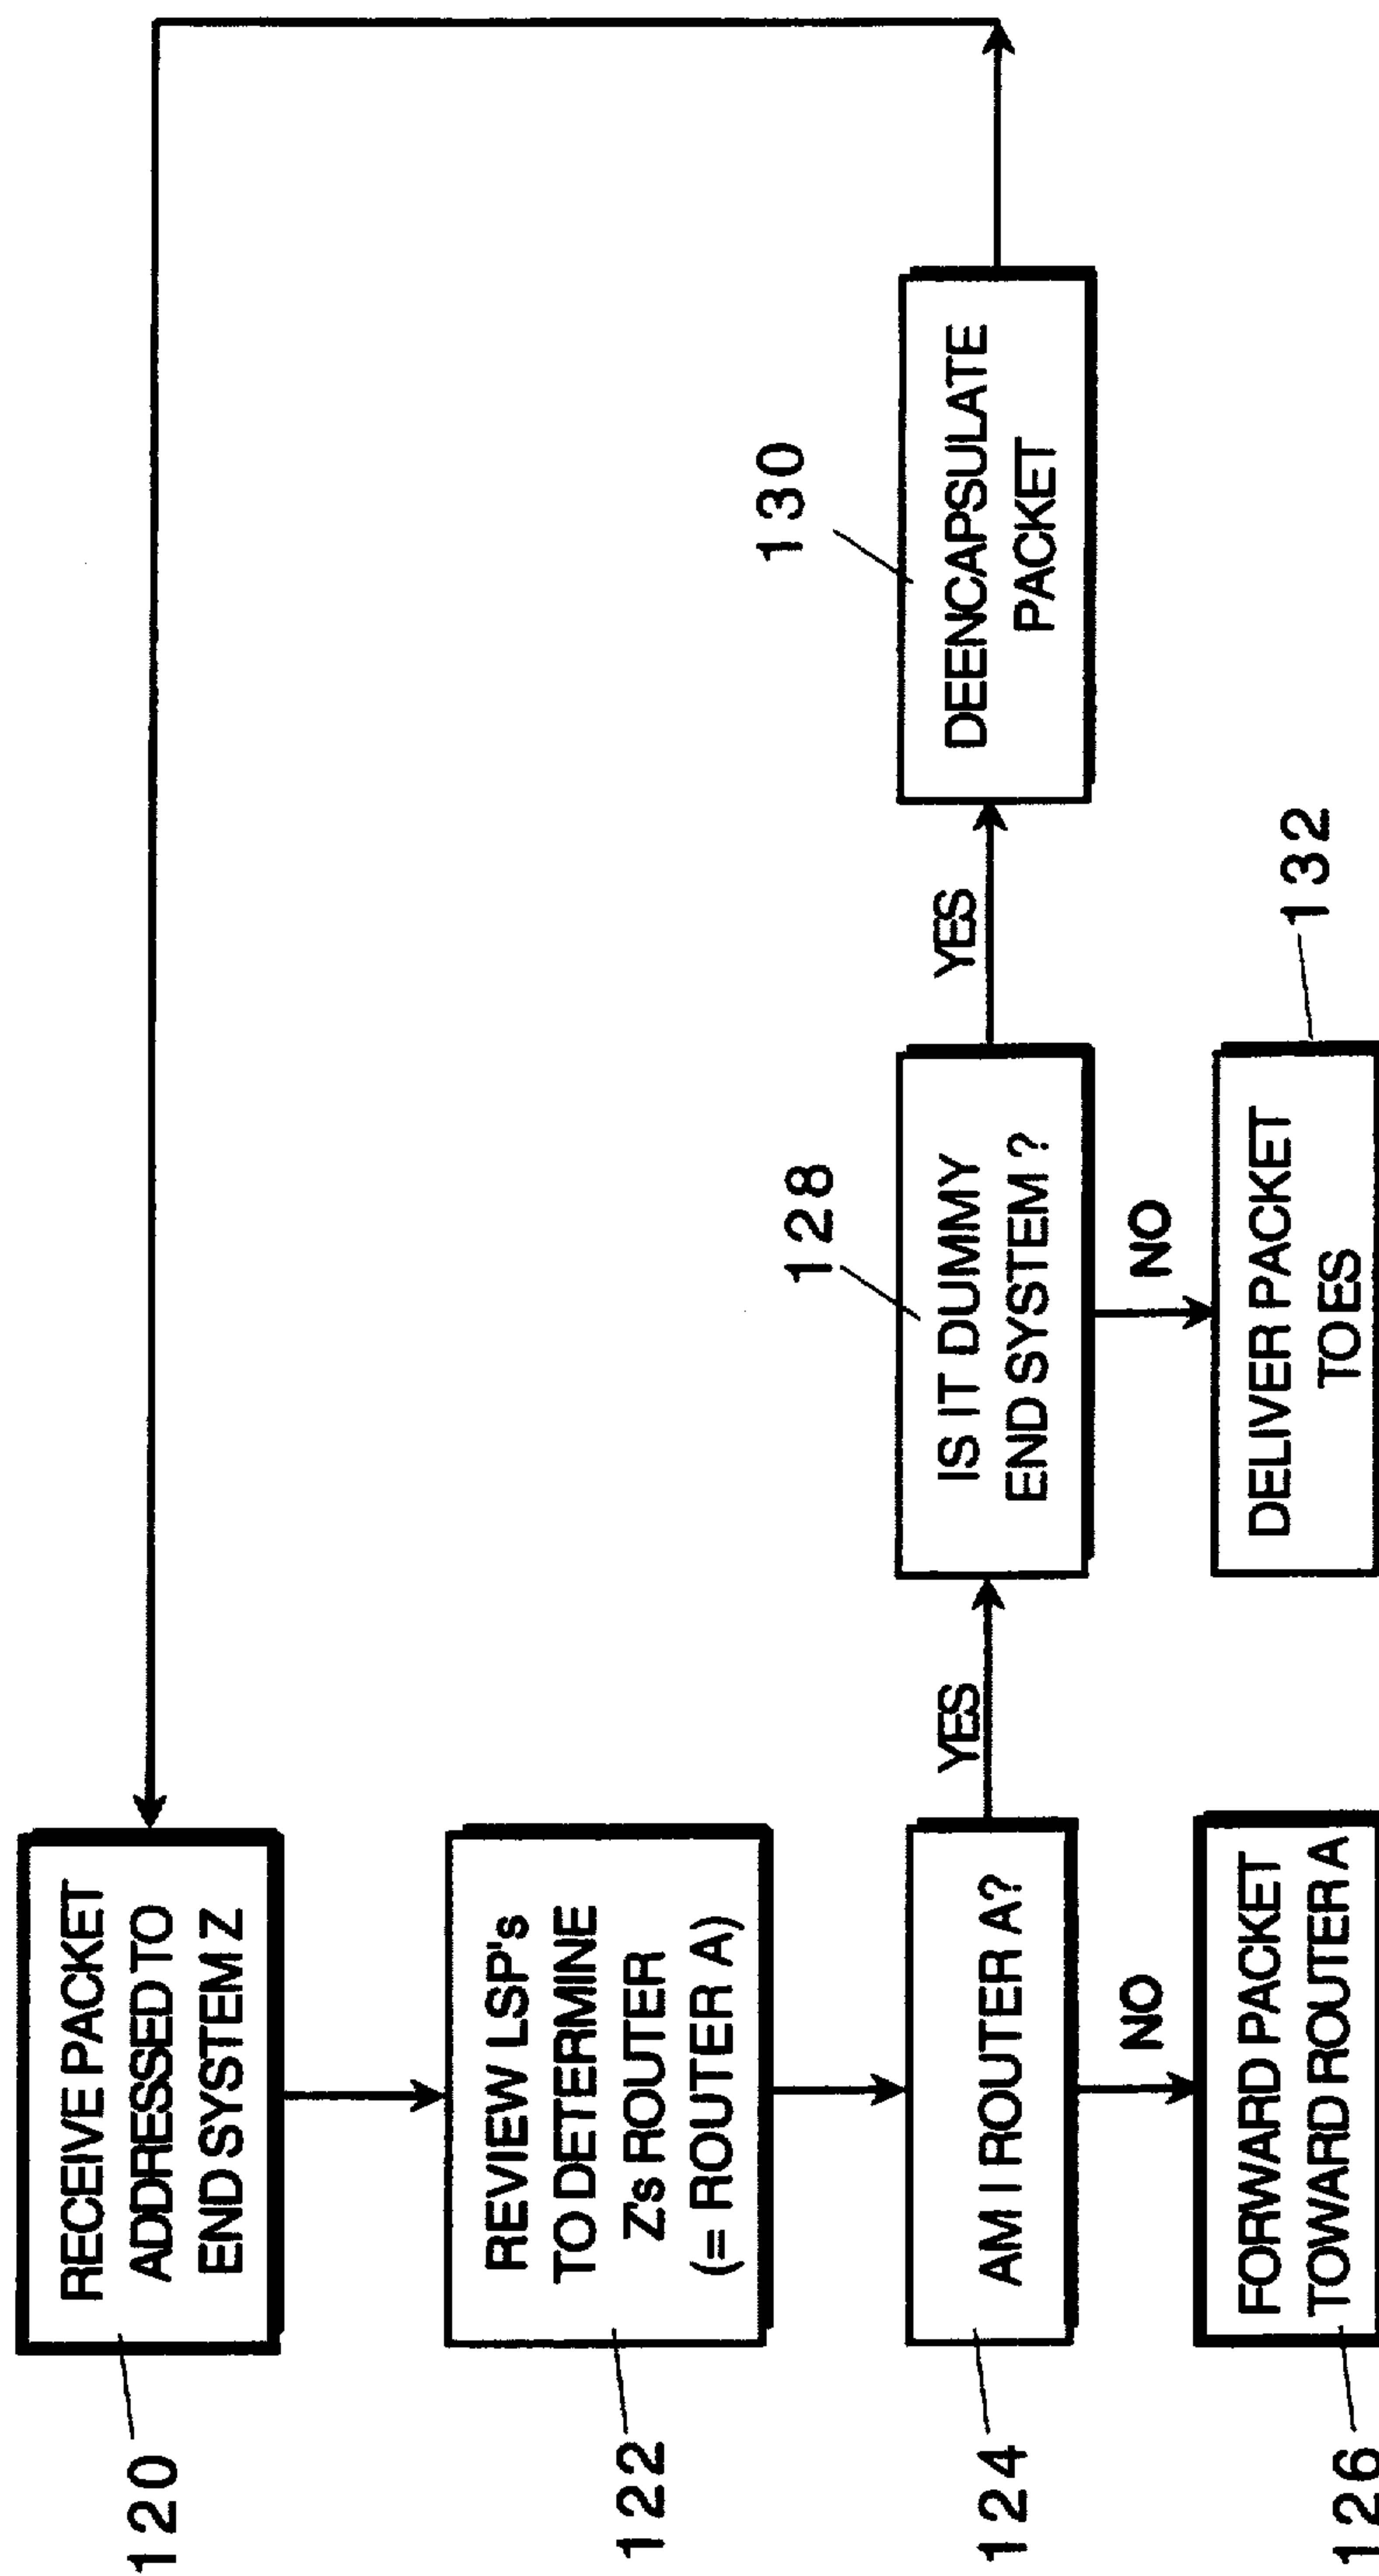 120
RECEIVE PACKET
ADDRESSED TO
END SYSTEM Z
122
REVIEW LSP's
TO DETERMINE
Z's ROUTER
(= ROUTER A)
124
AM I ROUTER A?
YES
NO
126
FORWARD PACKET
TOWARD ROUTER A
128
IS IT DUMMY
END SYSTEM ?
YES
NO
130
DEENCAPSULATE
PACKET
132
DELIVER PACKET
TO ES